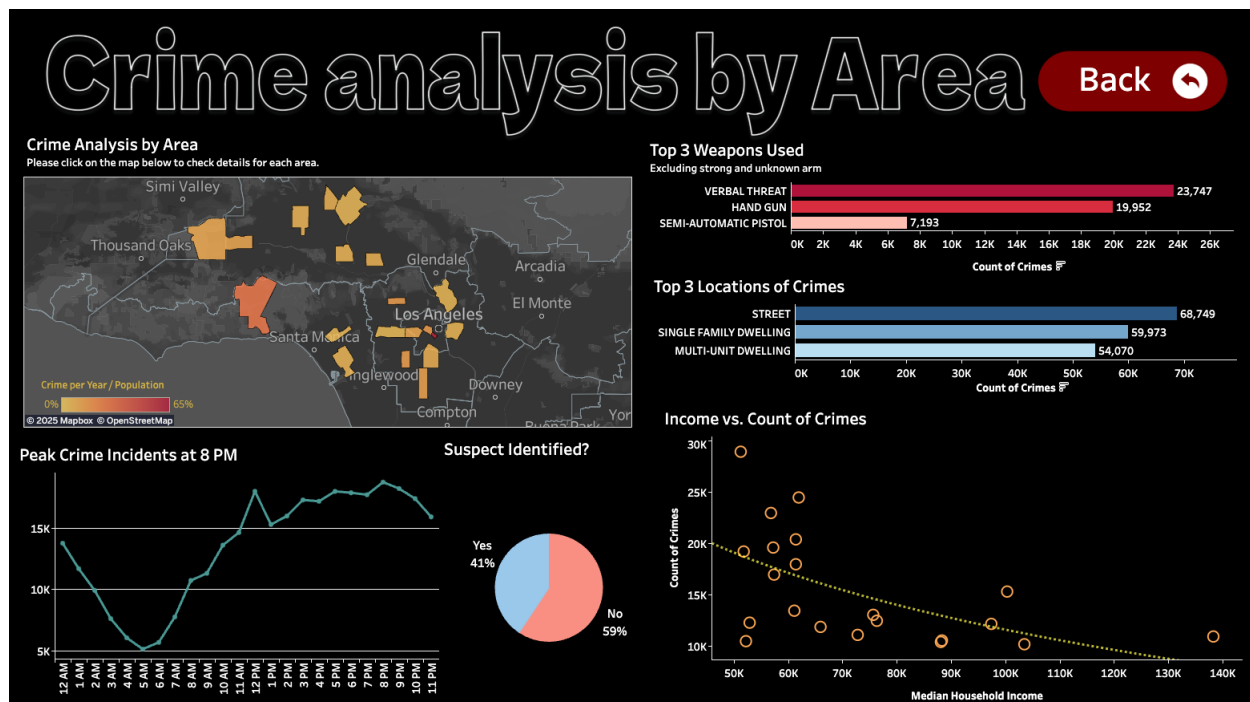 Crime analysis by Area
Back
Crime Analysis by Area
Please click on the map below to check details for each area.
Simi Valley
Thousand Oaks
Glendale
Arcadia
El Monte
Los Angeles
Santa Monica
Inglewood
Downey
Compton
Buena Park
Yor
Crime per Year / Population
0%
65%
© 2025 Mapbox © OpenStreetMap
Top 3 Weapons Used
Excluding strong and unknown arm
VERBAL THREAT
23,747
HAND GUN
19,952
SEMI-AUTOMATIC PISTOL
7,193
0K 2K 4K 6K 8K 10K 12K 14K 16K 18K 20K 22K 24K 26K
Count of Crimes
Top 3 Locations of Crimes
STREET
68,749
SINGLE FAMILY DWELLING
59,973
MULTI-UNIT DWELLING
54,070
0K 10K 20K 30K 40K 50K 60K 70K
Count of Crimes
Peak Crime Incidents at 8 PM
15K
10K
5K
12 AM 1 AM 2 AM 3 AM 4 AM 5 AM 6 AM 7 AM 8 AM 9 AM 10 AM 11 AM 12 PM 1 PM 2 PM 3 PM 4 PM 5 PM 6 PM 7 PM 8 PM 9 PM 10 PM 11 PM
Suspect Identified?
Yes
41%
No
59%
Income vs. Count of Crimes
30K
25K
20K
15K
10K
Count of Crimes
50K 60K 70K 80K 90K 100K 110K 120K 130K 140K
Median Household Income